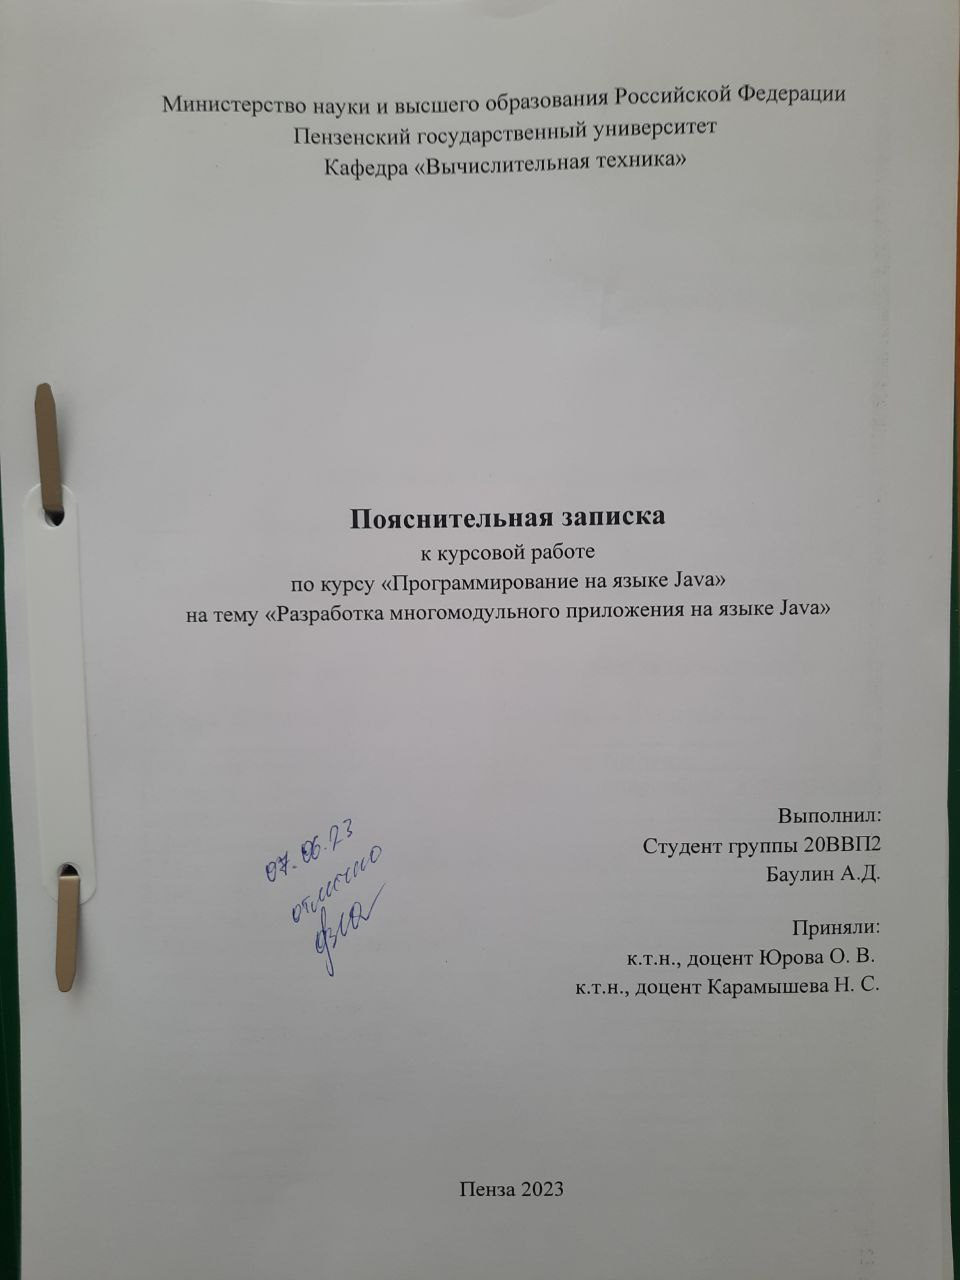 Министерство науки и высшего образования Российской Федерации
Пензенский государственный университет
Кафедра «Вычислительная техника»
Пояснительная записка
к курсовой работе
по курсу «Программирование на языке Java»
на тему «Разработка многомодульного приложения на языке Java»
07.06.23
отлично
Выполнил:
Студент группы 20ВВП2
Баулин А.Д.
Приняли:
к.т.н., доцент Юрова О. В.
к.т.н., доцент Карамышева Н. С.
Пенза 2023